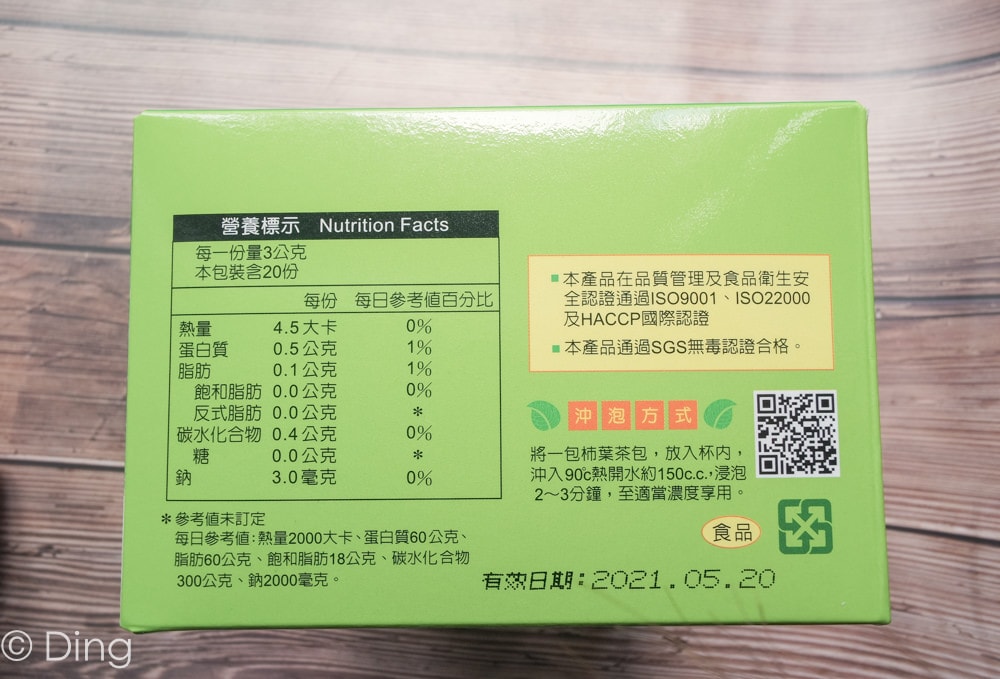 營養標示 Nutrition Facts
每一份量3公克
本包裝含20份
每份 每日參考值百分比
熱量 4.5大卡 0%
蛋白質 0.5公克 1%
脂肪 0.1公克 1%
飽和脂肪 0.0公克 0%
反式脂肪 0.0公克 *
碳水化合物 0.4公克 0%
糖 0.0公克 *
鈉 3.0毫克 0%
*參考值未訂定
每日參考值:熱量2000大卡、蛋白質60公克、
脂肪60公克、飽和脂肪18公克、碳水化合物
300公克、鈉2000毫克。
本產品在品質管理及食品衛生安
全認證通過ISO9001、ISO22000
及HACCP國際認證
本產品通過SGS無毒認證合格。
沖泡方式
將一包柿葉茶包，放入杯內，
沖入90℃熱開水約150c.c.,浸泡
2～3分鐘，至適當濃度享用。
食品
有效日期:2021.05.20
© Ding